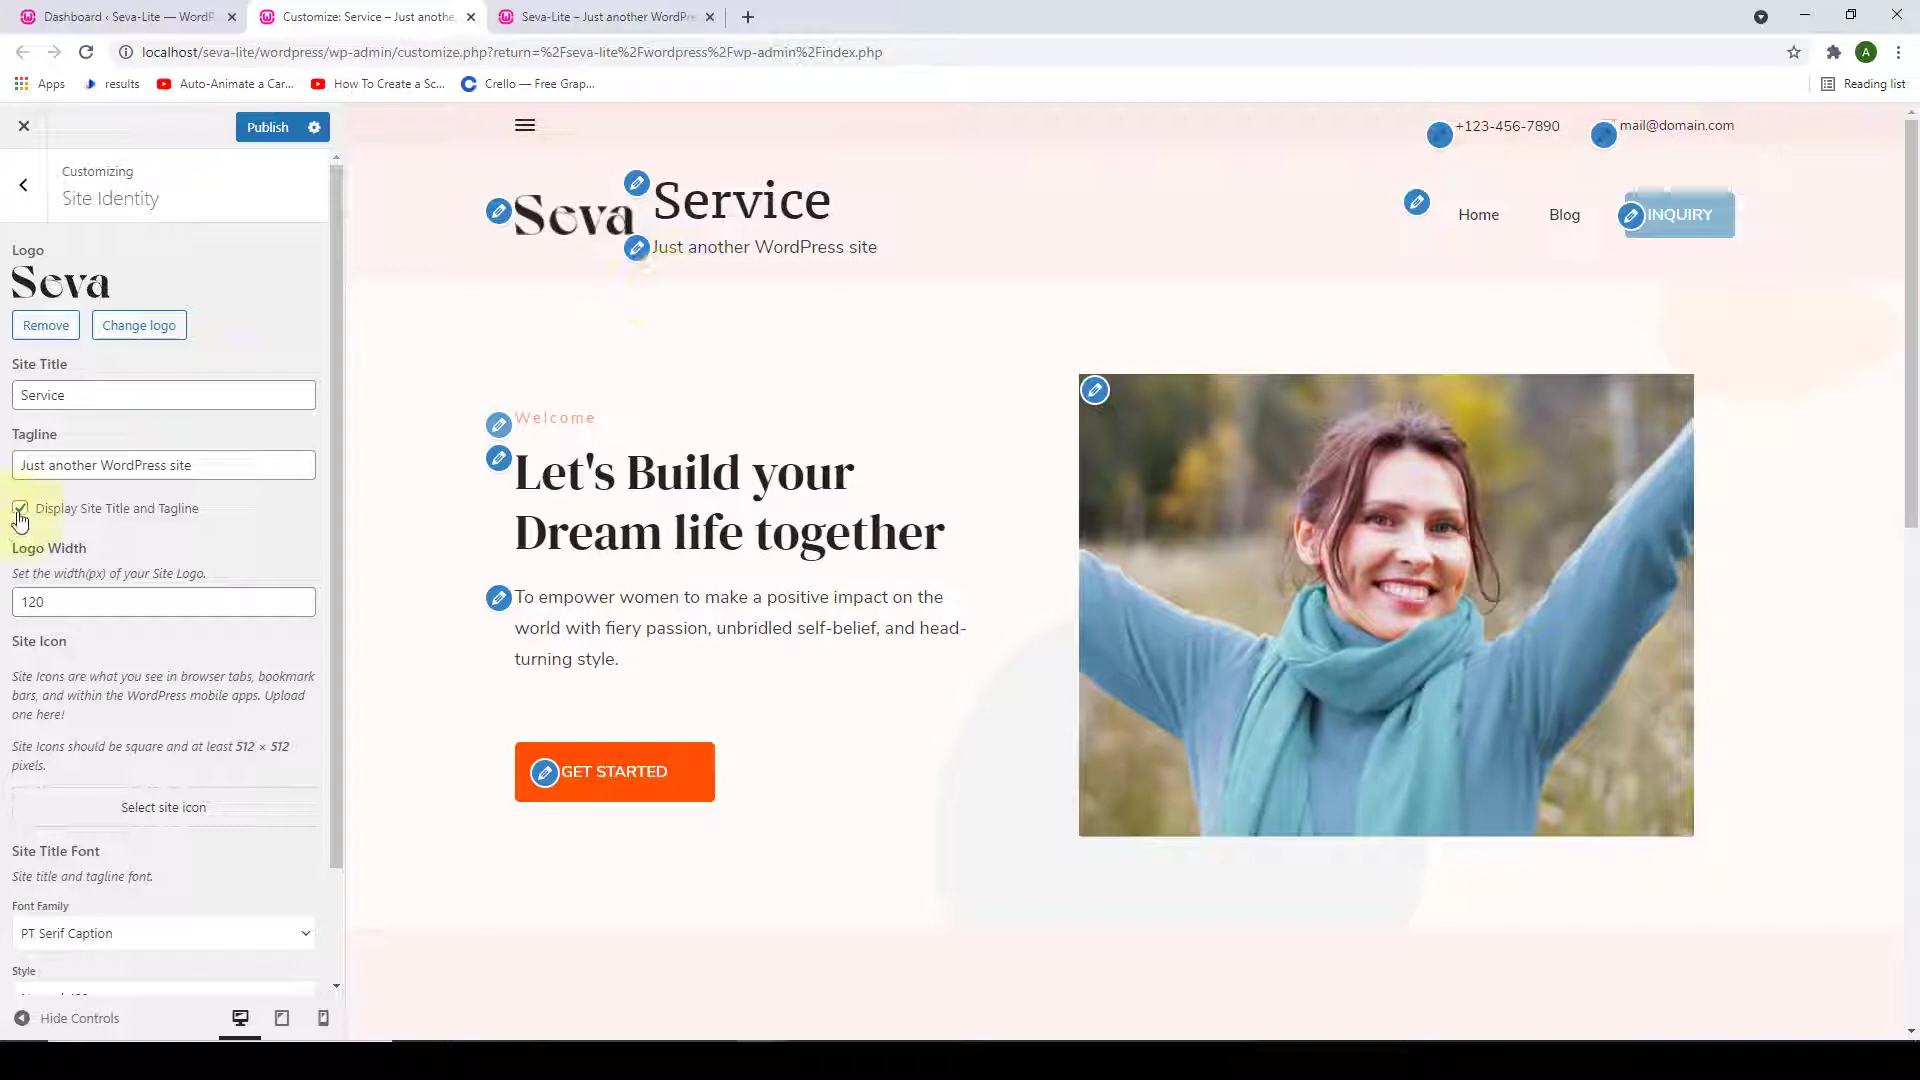 Dashboard ‹ Seva-Lite — WordP
Customize: Service – Just anothe
Seva-Lite – Just another WordPre
localhost/seva-lite/wordpress/wp-admin/customize.php?return=%2Fseva-lite%2Fwordpress%2Fwp-admin%2Findex.php
A
Apps
results
Auto-Animate a Car...
How To Create a Sc...
Crello — Free Grap...
Reading list
Publish
Customizing
Site Identity
Logo
Seva
Remove
Change logo
Site Title
Service
Tagline
Just another WordPress site
Display Site Title and Tagline
Logo Width
Set the width(px) of your Site Logo.
120
Site Icon
Site Icons are what you see in browser tabs, bookmark
bars, and within the WordPress mobile apps. Upload
one here!
Site Icons should be square and at least 512 × 512
pixels.
Select site icon
Site Title Font
Site title and tagline font.
Font Family
PT Serif Caption
Style
Hide Controls
+123-456-7890
mail@domain.com
Seva
Service
Just another WordPress site
Home
Blog
INQUIRY
Welcome
Let's Build your
Dream life together
To empower women to make a positive impact on the
world with fiery passion, unbridled self-belief, and head-
turning style.
GET STARTED